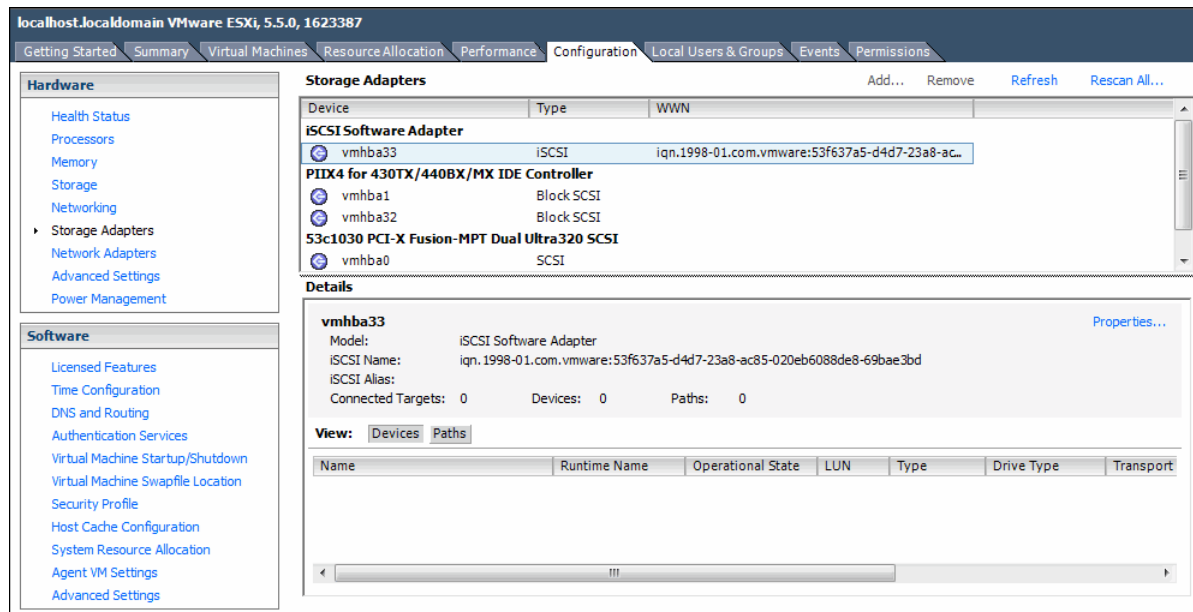 localhost.localdomain VMware ESXi, 5.5.0, 1623387
Getting Started Summary Virtual Machines Resource Allocation Performance Configuration Local Users & Groups Events Permissions
Hardware
Health Status
Processors
Memory
Storage
Networking
Storage Adapters
Network Adapters
Advanced Settings
Power Management
Software
Licensed Features
Time Configuration
DNS and Routing
Authentication Services
Virtual Machine Startup/Shutdown
Virtual Machine Swapfile Location
Security Profile
Host Cache Configuration
System Resource Allocation
Agent VM Settings
Advanced Settings
Storage Adapters Add... Remove Refresh Rescan All...
Device Type WWN
iSCSI Software Adapter
vmhba33 iSCSI iqn.1998-01.com.vmware:53f637a5-d4d7-23a8-ac...
PIIX4 for 430TX/440BX/MX IDE Controller
vmhba1 Block SCSI
vmhba32 Block SCSI
53c1030 PCI-X Fusion-MPT Dual Ultra320 SCSI
vmhba0 SCSI
Details
vmhba33 Properties...
Model: iSCSI Software Adapter
iSCSI Name: iqn.1998-01.com.vmware:53f637a5-d4d7-23a8-ac85-020eb6088de8-69bae3bd
iSCSI Alias:
Connected Targets: 0 Devices: 0 Paths: 0
View: Devices Paths
Name Runtime Name Operational State LUN Type Drive Type Transport